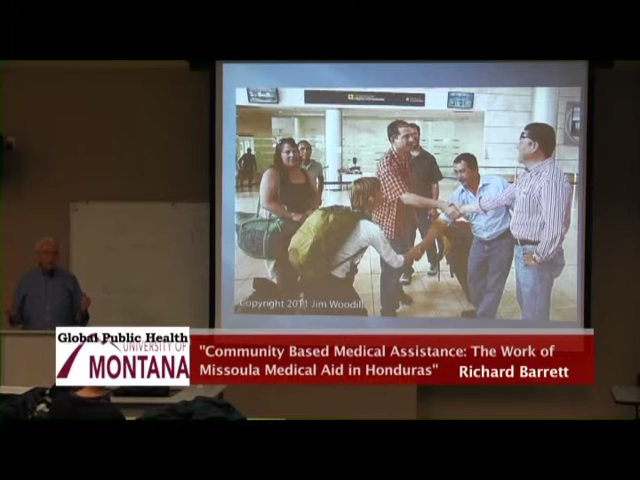 Copyright 2011 Jim Woodill
Global Public Health
UNIVERSITY OF
MONTANA
"Community Based Medical Assistance: The Work of
Missoula Medical Aid in Honduras"
Richard Barrett